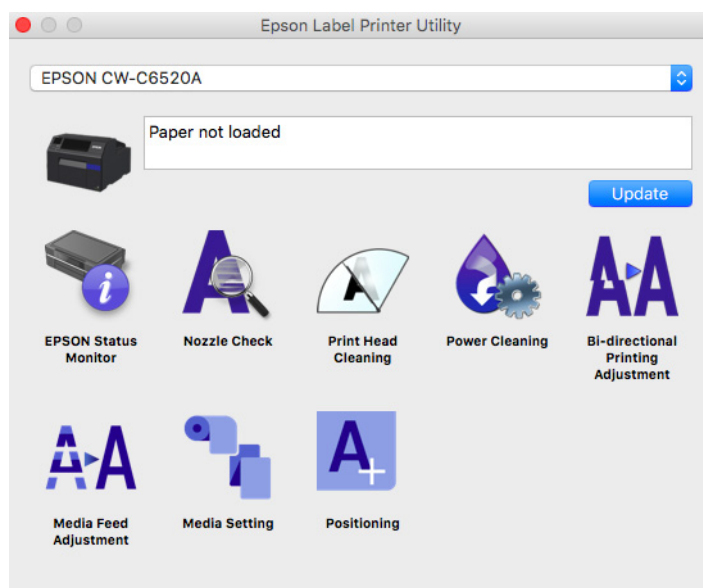 Epson Label Printer Utility
EPSON CW-C6520A
Paper not loaded
Update
EPSON Status
Monitor
Nozzle Check
Print Head
Cleaning
Power Cleaning
Bi-directional
Printing
Adjustment
Media Feed
Adjustment
Media Setting
Positioning